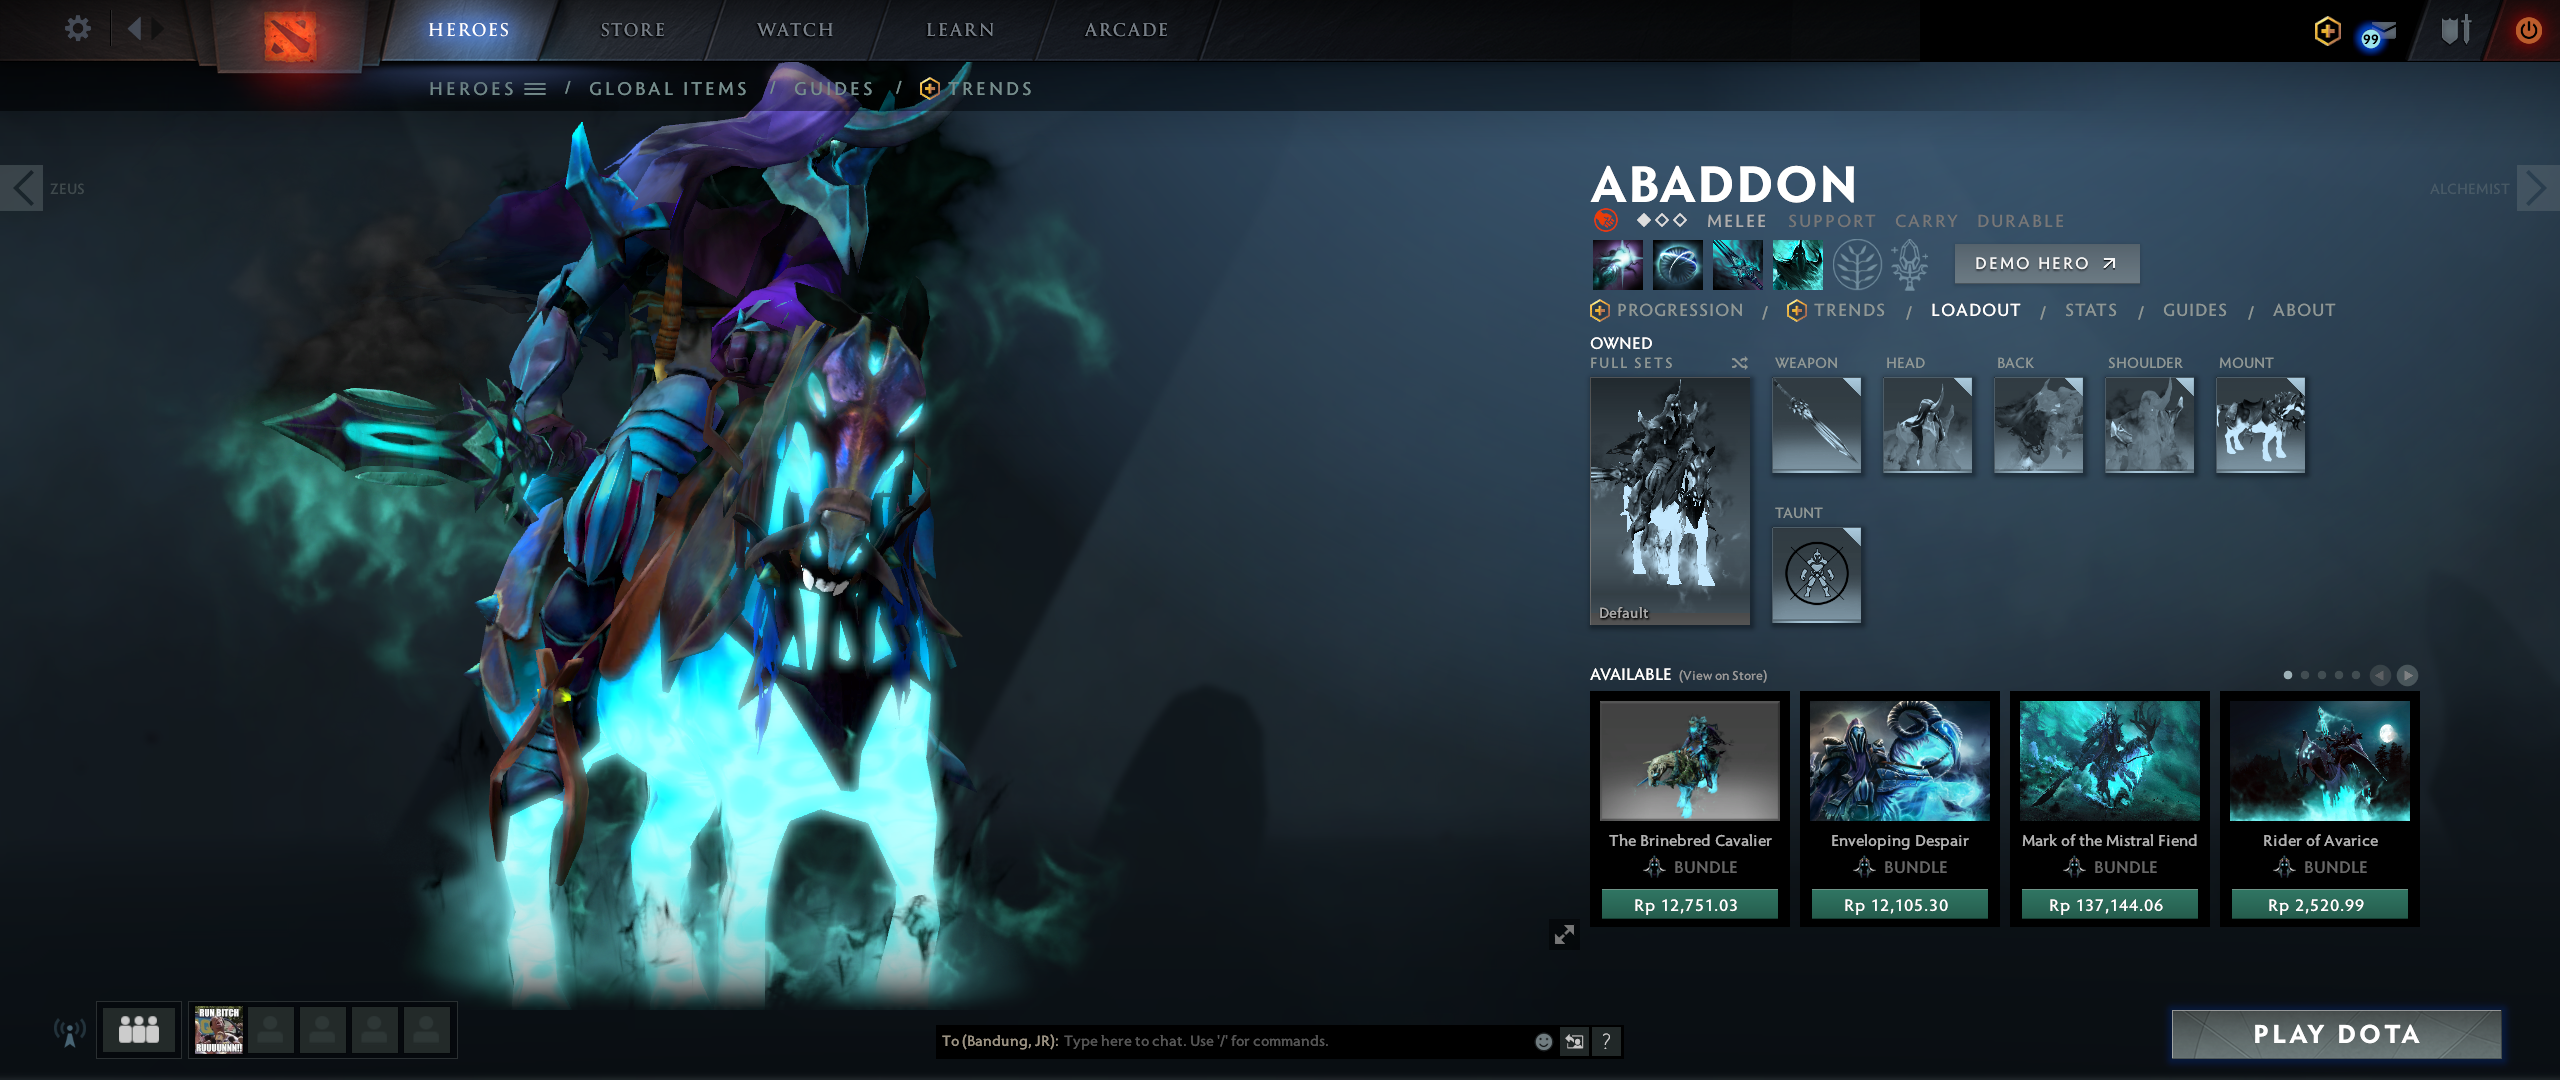 HEROES
STORE
WATCH
LEARN
ARCADE
99
HEROES / GLOBAL ITEMS / GUIDES / TRENDS
ZEUS
ALCHEMIST
ABADDON
MELEE SUPPORT CARRY DURABLE
DEMO HERO
PROGRESSION / TRENDS / LOADOUT / STATS / GUIDES / ABOUT
OWNED
FULL SETS
WEAPON
HEAD
BACK
SHOULDER
MOUNT
Default
TAUNT
AVAILABLE (View on Store)
The Brinebred Cavalier
BUNDLE
Rp 12,751.03
Enveloping Despair
BUNDLE
Rp 12,105.30
Mark of the Mistral Fiend
BUNDLE
Rp 137,144.06
Rider of Avarice
BUNDLE
Rp 2,520.99
RUN BITCH
RUUUUNNN!!
To (Bandung, JR): Type here to chat. Use '/' for commands.
?
PLAY DOTA